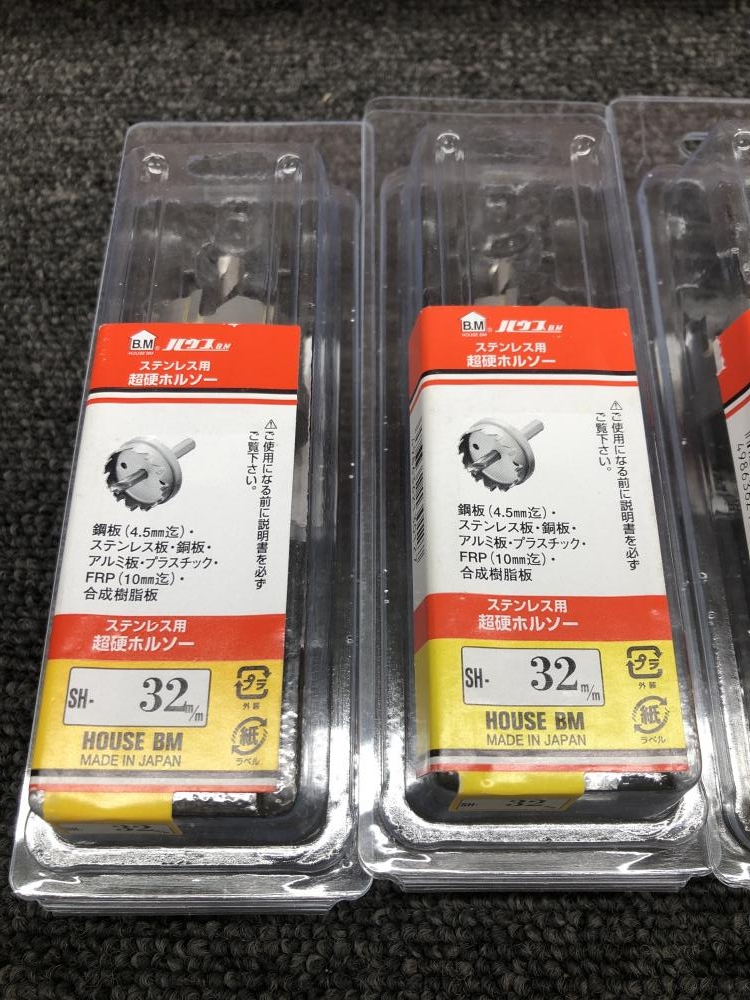 B.M ® ハウス B.M
HOUSE BM
ステンレス用
超硬ホルソー
⚠ご使用になる前に説明書を必ず
ご覧下さい。
鋼板(4.5mm迄)・
ステンレス板・銅板・
アルミ板・プラスチック・
FRP(10mm迄)・
合成樹脂板
ステンレス用
超硬ホルソー
SH- 32 m/m
プラ
外装
HOUSE BM
紙
ラベル
MADE IN JAPAN
SH- 32
B.M ® ハウス B.M
HOUSE BM
ステンレス用
超硬ホルソー
⚠ご使用になる前に説明書を必ず
ご覧下さい。
鋼板(4.5mm迄)・
ステンレス板・銅板・
アルミ板・プラスチック・
FRP(10mm迄)・
合成樹脂板
ステンレス用
超硬ホルソー
SH- 32 m/m
プラ
外装
HOUSE BM
紙
ラベル
MADE IN JAPAN
SH- 32